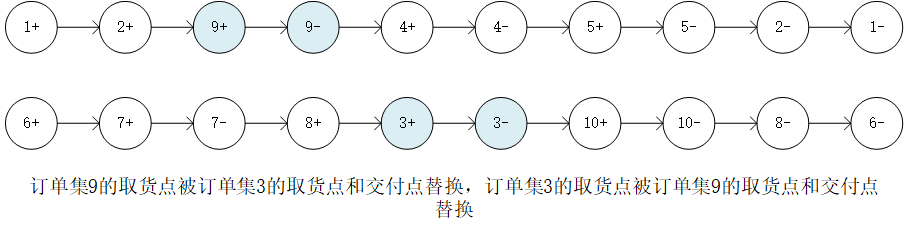 1+ 2+ 9+ 9- 4+ 4- 5+ 5- 2- 1-
6+ 7+ 7- 8+ 3+ 3- 10+ 10- 8- 6-
订单集9的取货点被订单集3的取货点和交付点替换，订单集3的取货点被订单集9的取货点和交付点
替换